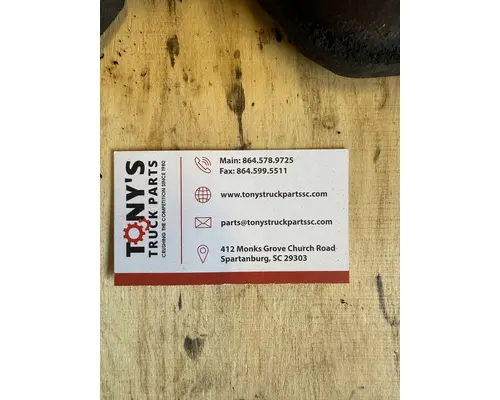 TONY'S
TRUCK PARTS
CRUSHING THE COMPETITION SINCE 1980
Main: 864.578.9725
Fax: 864.599.5511
www.tonystruckpartssc.com
parts@tonystruckpartssc.com
412 Monks Grove Church Road
Spartanburg, SC 29303